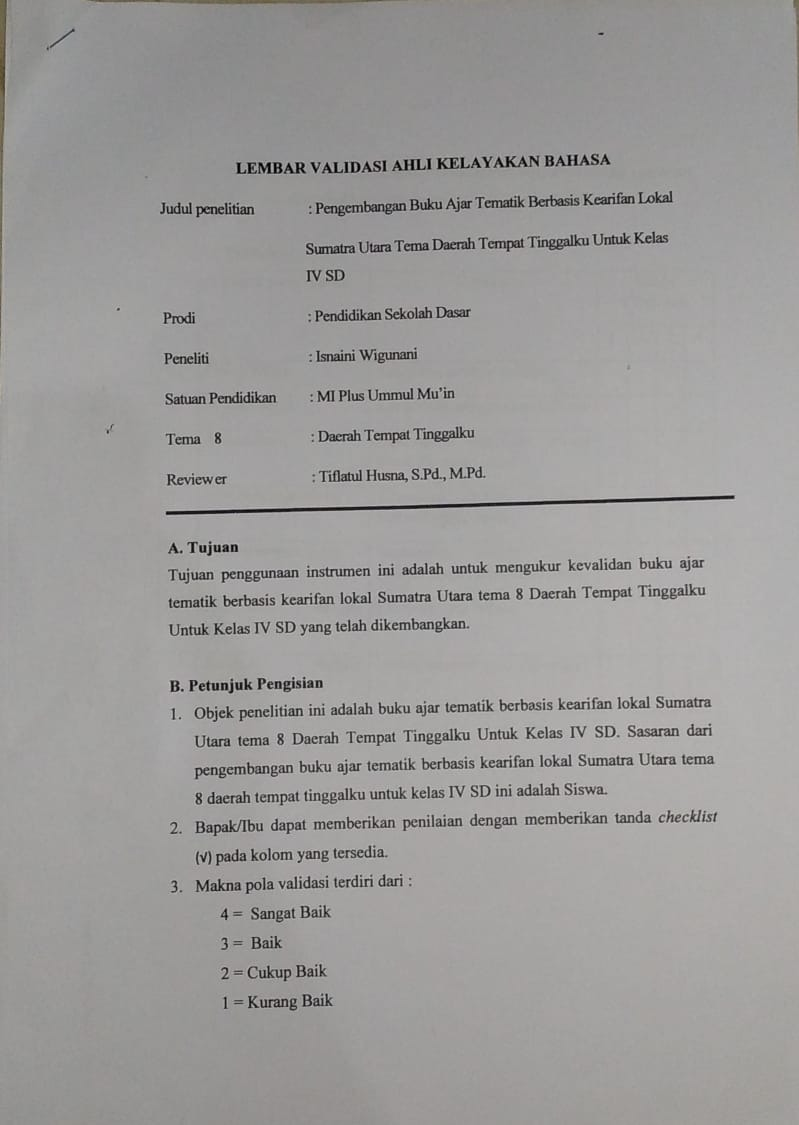 LEMBAR VALIDASI AHLI KELAYAKAN BAHASA
Judul penelitian : Pengembangan Buku Ajar Tematik Berbasis Kearifan Lokal
Sumatra Utara Tema Daerah Tempat Tinggalku Untuk Kelas
IV SD
Prodi : Pendidikan Sekolah Dasar
Peneliti : Isnaini Wigunani
Satuan Pendidikan : MI Plus Ummul Mu'in
Tema 8 : Daerah Tempat Tinggalku
Reviewer : Tiflatul Husna, S.Pd., M.Pd.
A. Tujuan
Tujuan penggunaan instrumen ini adalah untuk mengukur kevalidan buku ajar
tematik berbasis kearifan lokal Sumatra Utara tema 8 Daerah Tempat Tinggalku
Untuk Kelas IV SD yang telah dikembangkan.
B. Petunjuk Pengisian
1. Objek penelitian ini adalah buku ajar tematik berbasis kearifan lokal Sumatra
Utara tema 8 Daerah Tempat Tinggalku Untuk Kelas IV SD. Sasaran dari
pengembangan buku ajar tematik berbasis kearifan lokal Sumatra Utara tema
8 daerah tempat tinggalku untuk kelas IV SD ini adalah Siswa.
2. Bapak/Ibu dapat memberikan penilaian dengan memberikan tanda checklist
(√) pada kolom yang tersedia.
3. Makna pola validasi terdiri dari :
4 = Sangat Baik
3 = Baik
2 = Cukup Baik
1 = Kurang Baik